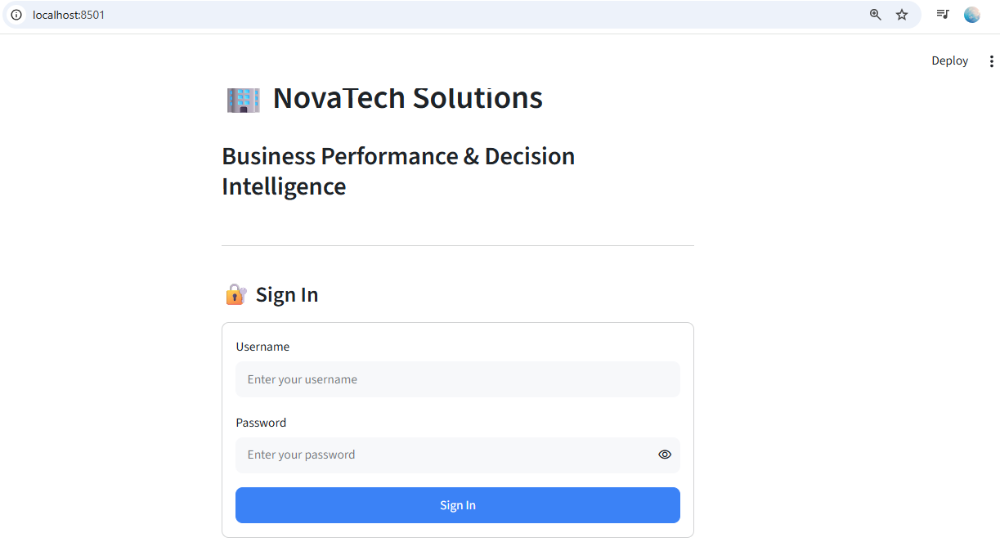 localhost:8501
Deploy
NovaTech Solutions
Business Performance & Decision
Intelligence
Sign In
Username
Enter your username
Password
Enter your password
Sign In